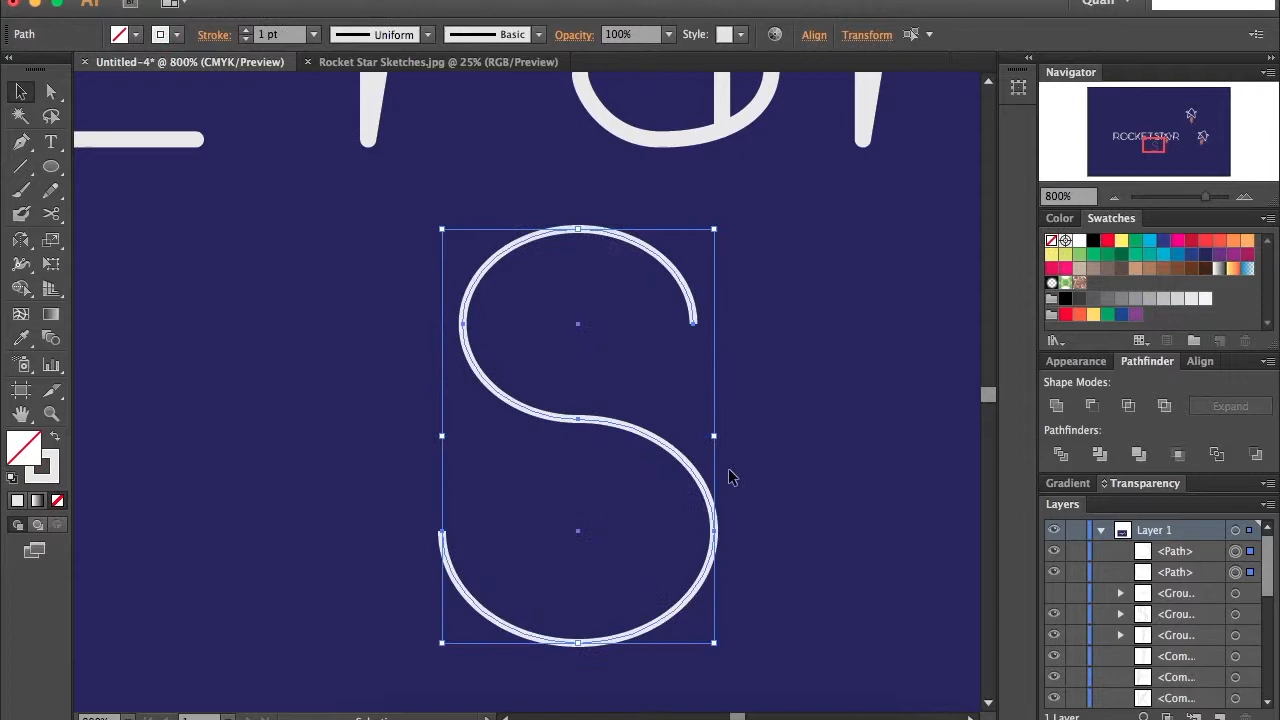 Ai
Quan
Path
Stroke:
1 pt
Uniform
Basic
Opacity:
100%
Style:
Align
Transform
Untitled-4* @ 800% (CMYK/Preview)
Rocket Star Sketches.jpg @ 25% (RGB/Preview)
Navigator
ROCKETSTAR
800%
Color
Swatches
S
Appearance
Pathfinder
Align
Shape Modes:
Expand
Pathfinders:
Gradient
Transparency
Layers
Layer 1
<Path>
<Path>
<Grou..
<Grou..
<Grou..
<Com...
<Com...
<Com...
1 Layer